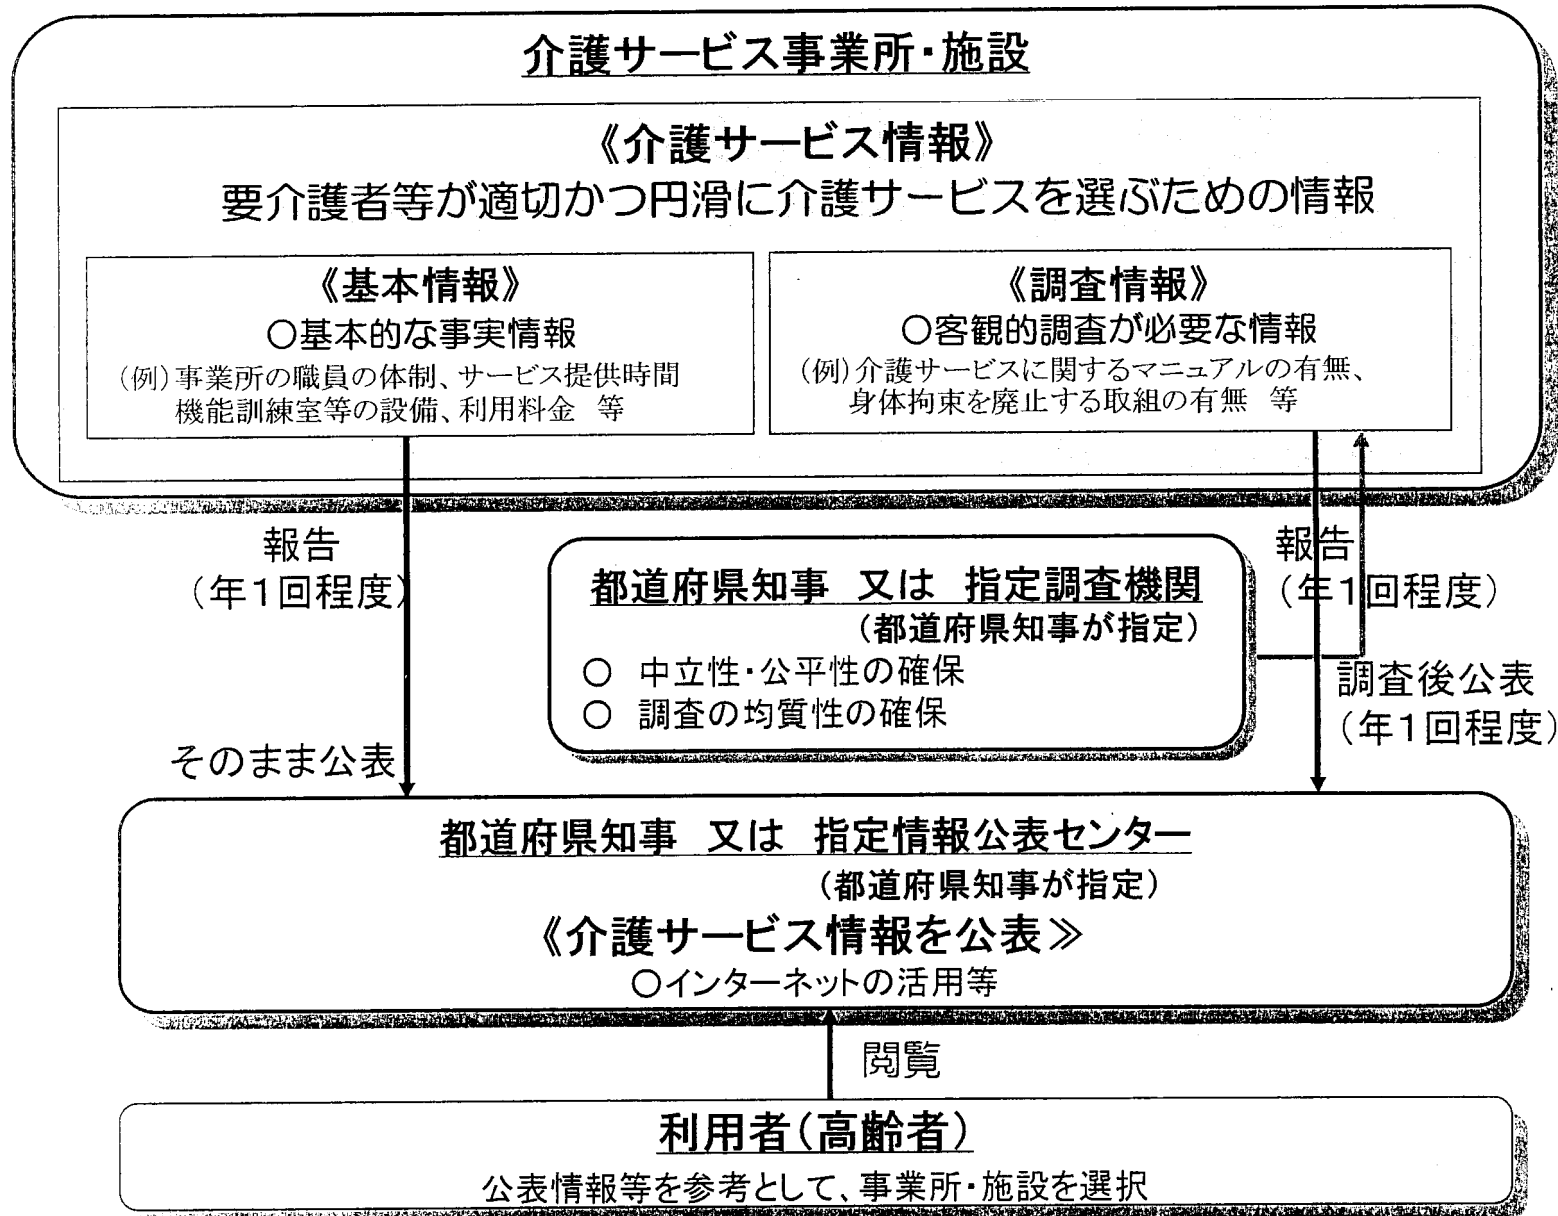 介護サービス事業所・施設
《介護サービス情報》
要介護者等が適切かつ円滑に介護サービスを選ぶための情報
《基本情報》
○基本的な事実情報
(例)事業所の職員の体制、サービス提供時間
機能訓練室等の設備、利用料金 等
《調査情報》
○客観的調査が必要な情報
(例)介護サービスに関するマニュアルの有無、
身体拘束を廃止する取組の有無 等
報告
(年1回程度)
都道府県知事 又は 指定調査機関
(都道府県知事が指定)
○ 中立性・公平性の確保
○ 調査の均質性の確保
報告
(年1回程度)
調査後公表
(年1回程度)
そのまま公表
都道府県知事 又は 指定情報公表センター
(都道府県知事が指定)
《介護サービス情報を公表≫
○インターネットの活用等
閲覧
利用者(高齢者)
公表情報等を参考として、事業所・施設を選択